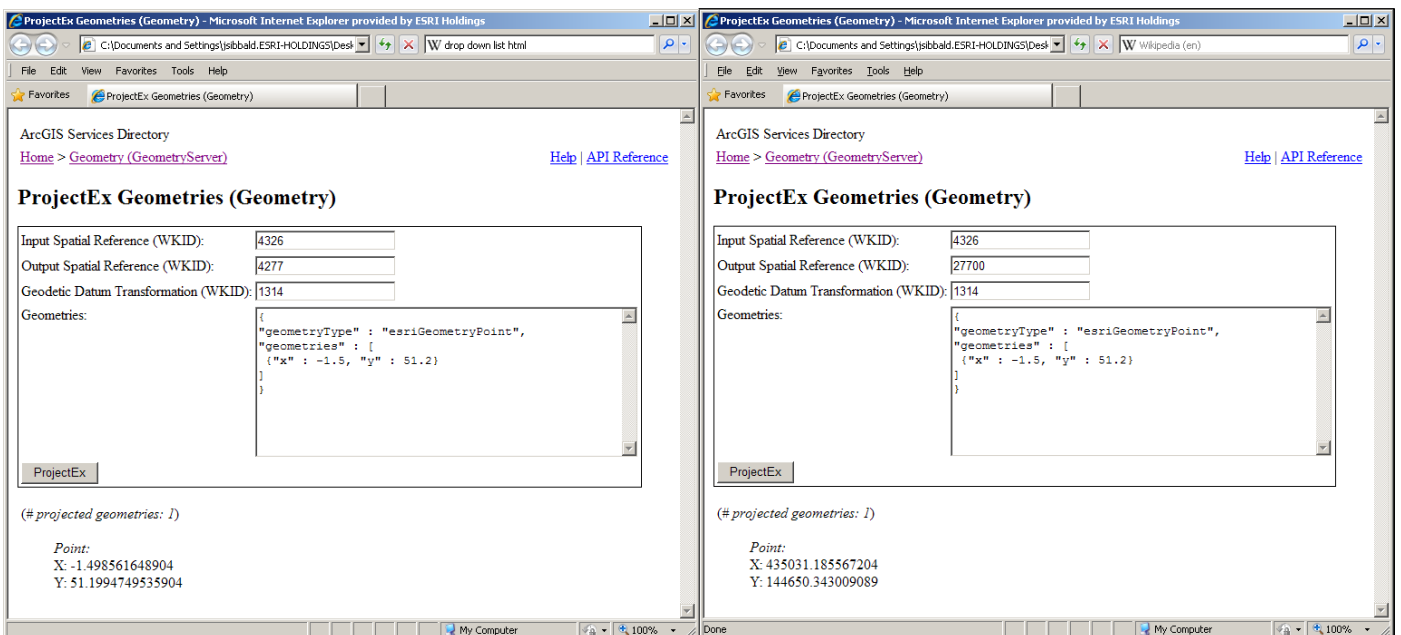 ProjectEx Geometries (Geometry) - Microsoft Internet Explorer provided by ESRI Holdings
C:\Documents and Settings\jsibbald.ESRI-HOLDINGS\Desk
W drop down list html
File Edit View Favorites Tools Help
Favorites ProjectEx Geometries (Geometry)
ArcGIS Services Directory
Home > Geometry (GeometryServer)
Help | API Reference
ProjectEx Geometries (Geometry)
Input Spatial Reference (WKID): 4326
Output Spatial Reference (WKID): 4277
Geodetic Datum Transformation (WKID): 1314
Geometries:
{
"geometryType" : "esriGeometryPoint",
"geometries" : [
{"x" : -1.5, "y" : 51.2}
]
}
ProjectEx
(# projected geometries: 1)
Point:
X: -1.498561648904
Y: 51.1994749535904
My Computer 100%
ProjectEx Geometries (Geometry) - Microsoft Internet Explorer provided by ESRI Holdings
C:\Documents and Settings\jsibbald.ESRI-HOLDINGS\Desk
W Wikipedia (en)
File Edit View Favorites Tools Help
Favorites ProjectEx Geometries (Geometry)
ArcGIS Services Directory
Home > Geometry (GeometryServer)
Help | API Reference
ProjectEx Geometries (Geometry)
Input Spatial Reference (WKID): 4326
Output Spatial Reference (WKID): 27700
Geodetic Datum Transformation (WKID): 1314
Geometries:
{
"geometryType" : "esriGeometryPoint",
"geometries" : [
{"x" : -1.5, "y" : 51.2}
]
}
ProjectEx
(# projected geometries: 1)
Point:
X: 435031.185567204
Y: 144650.343009089
Done My Computer 100%